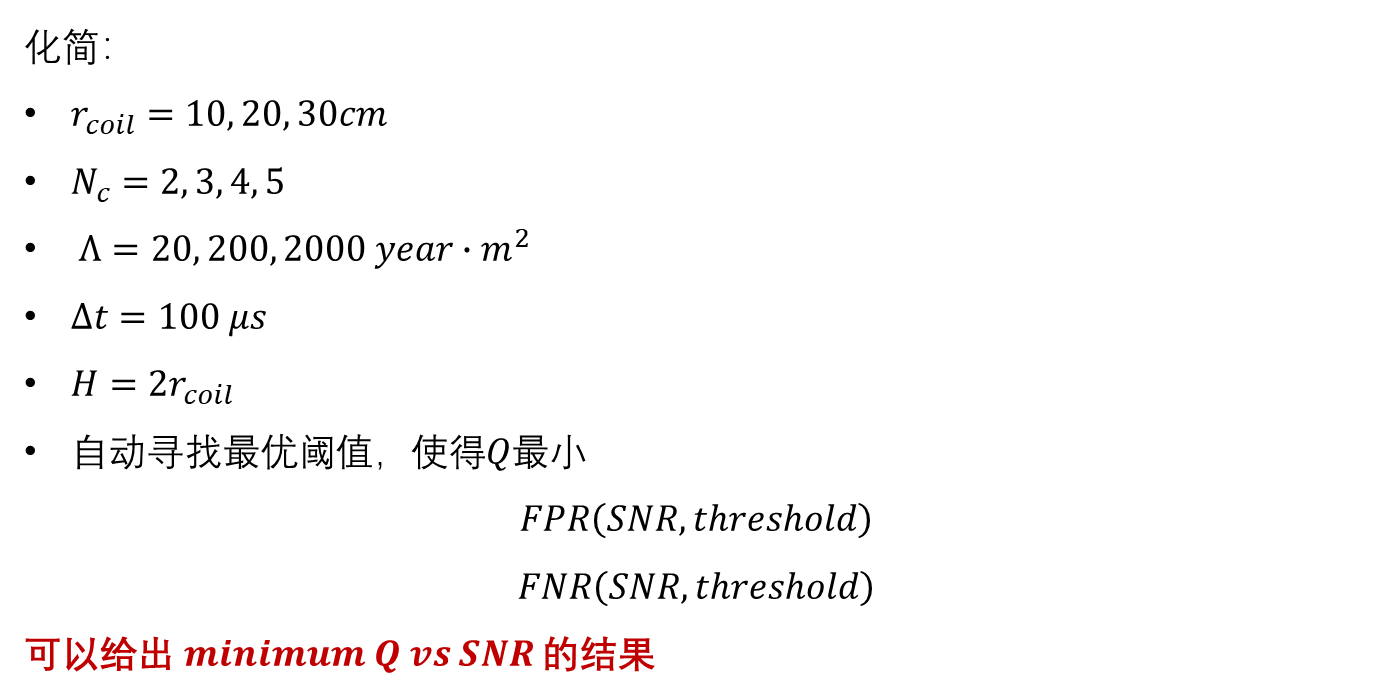 化简：
• r_coil = 10, 20, 30cm
• N_c = 2, 3, 4, 5
• Λ = 20, 200, 2000 year · m²
• Δt = 100 μs
• H = 2r_coil
• 自动寻找最优阈值，使得Q最小
FPR(SNR, threshold)
FNR(SNR, threshold)
可以给出 minimum Q vs SNR 的结果